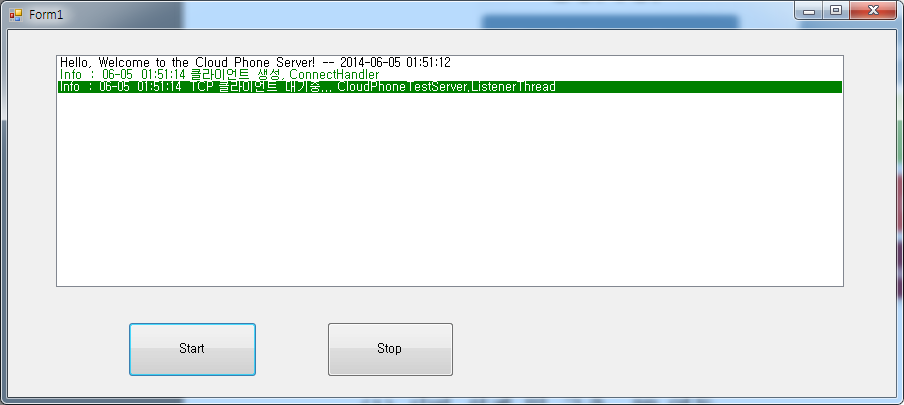 Form1
Hello, Welcome to the Cloud Phone Server! -- 2014-06-05 01:51:12
Info : 06-05 01:51:14 클라이언트 생성, ConnectHandler
Info : 06-05 01:51:14 TCP 클라이언트 대기중,,, CloudPhoneTestServer,ListenerThread
Start
Stop